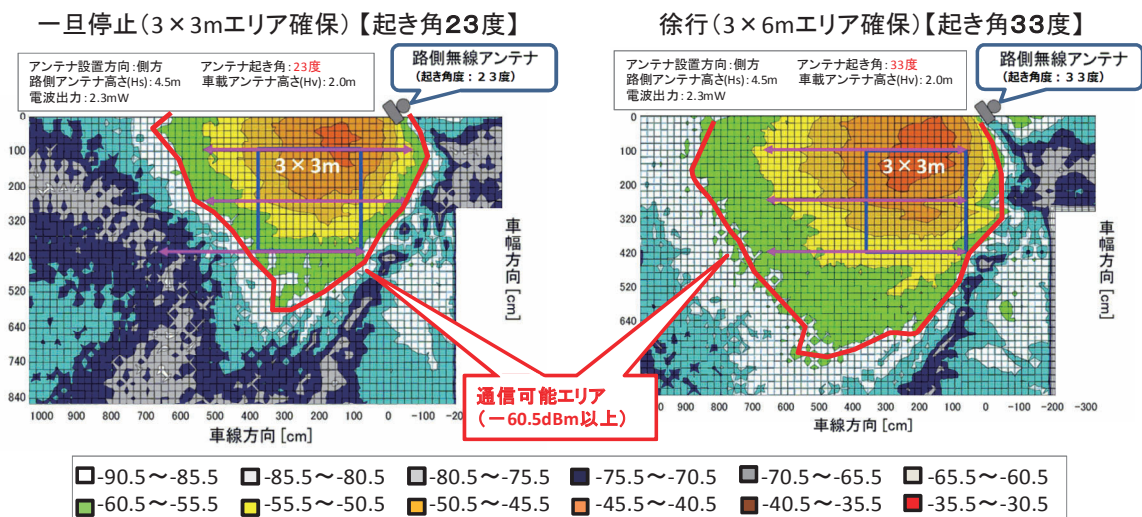 一旦停止(3×3mエリア確保)【起き角23度】
アンテナ設置方向:側方 アンテナ起き角:23度
路側アンテナ高さ(Hs):4.5m 車載アンテナ高さ(Hv):2.0m
電波出力:2.3mW
路側無線アンテナ
(起き角度:23度)
0
100
200
320
420
520
640
740
840
3×3m
車幅方向[cm]
1000 900 800 700 600 500 400 300 200 100 0 -100 -20
車線方向[cm]
徐行(3×6mエリア確保)【起き角33度】
アンテナ設置方向:側方 アンテナ起き角:33度
路側アンテナ高さ(Hs):4.5m 車載アンテナ高さ(Hv):2.0m
電波出力:2.3mW
路側無線アンテナ
(起き角度:33度)
0
100
200
320
420
520
640
3×3m
車幅方向[cm]
1000 900 800 700 600 500 400 300 200 100 0 -100 -200 -300
車線方向[cm]
通信可能エリア
(-60.5dBm以上)
-90.5~-85.5 -85.5~-80.5 -80.5~-75.5 -75.5~-70.5 -70.5~-65.5 -65.5~-60.5
-60.5~-55.5 -55.5~-50.5 -50.5~-45.5 -45.5~-40.5 -40.5~-35.5 -35.5~-30.5